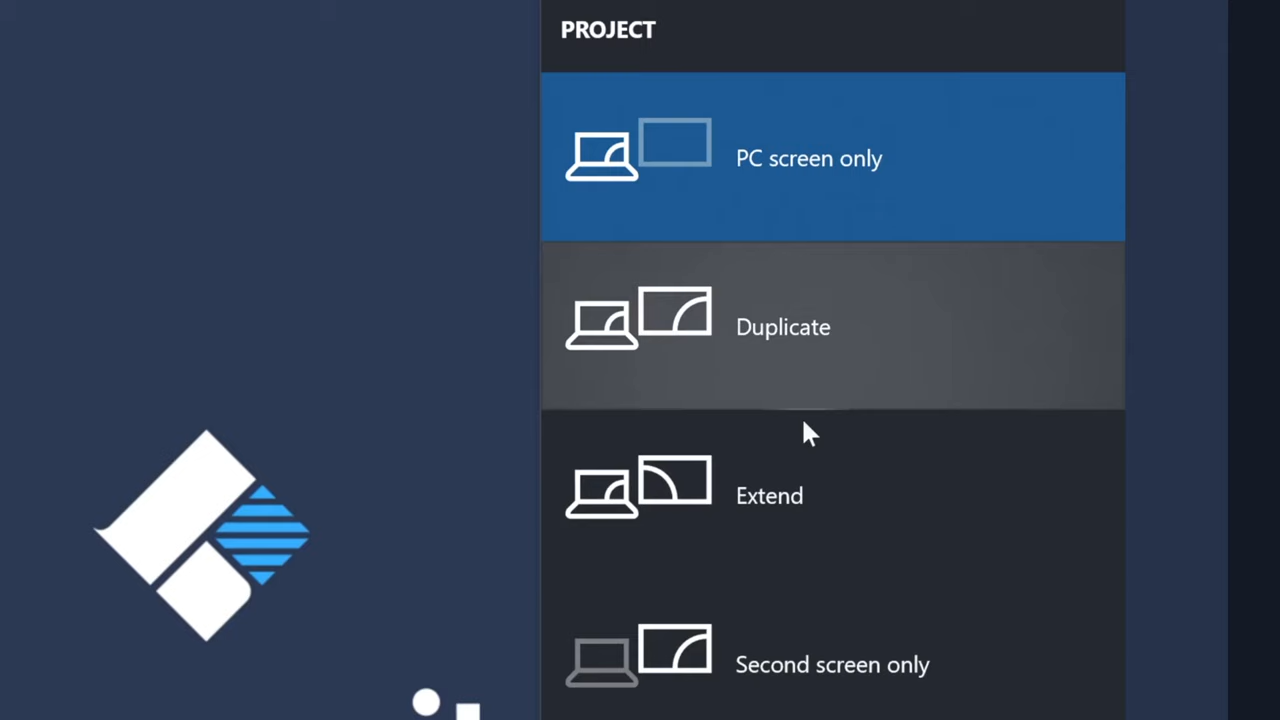 PROJECT
PC screen only
Duplicate
Extend
Second screen only